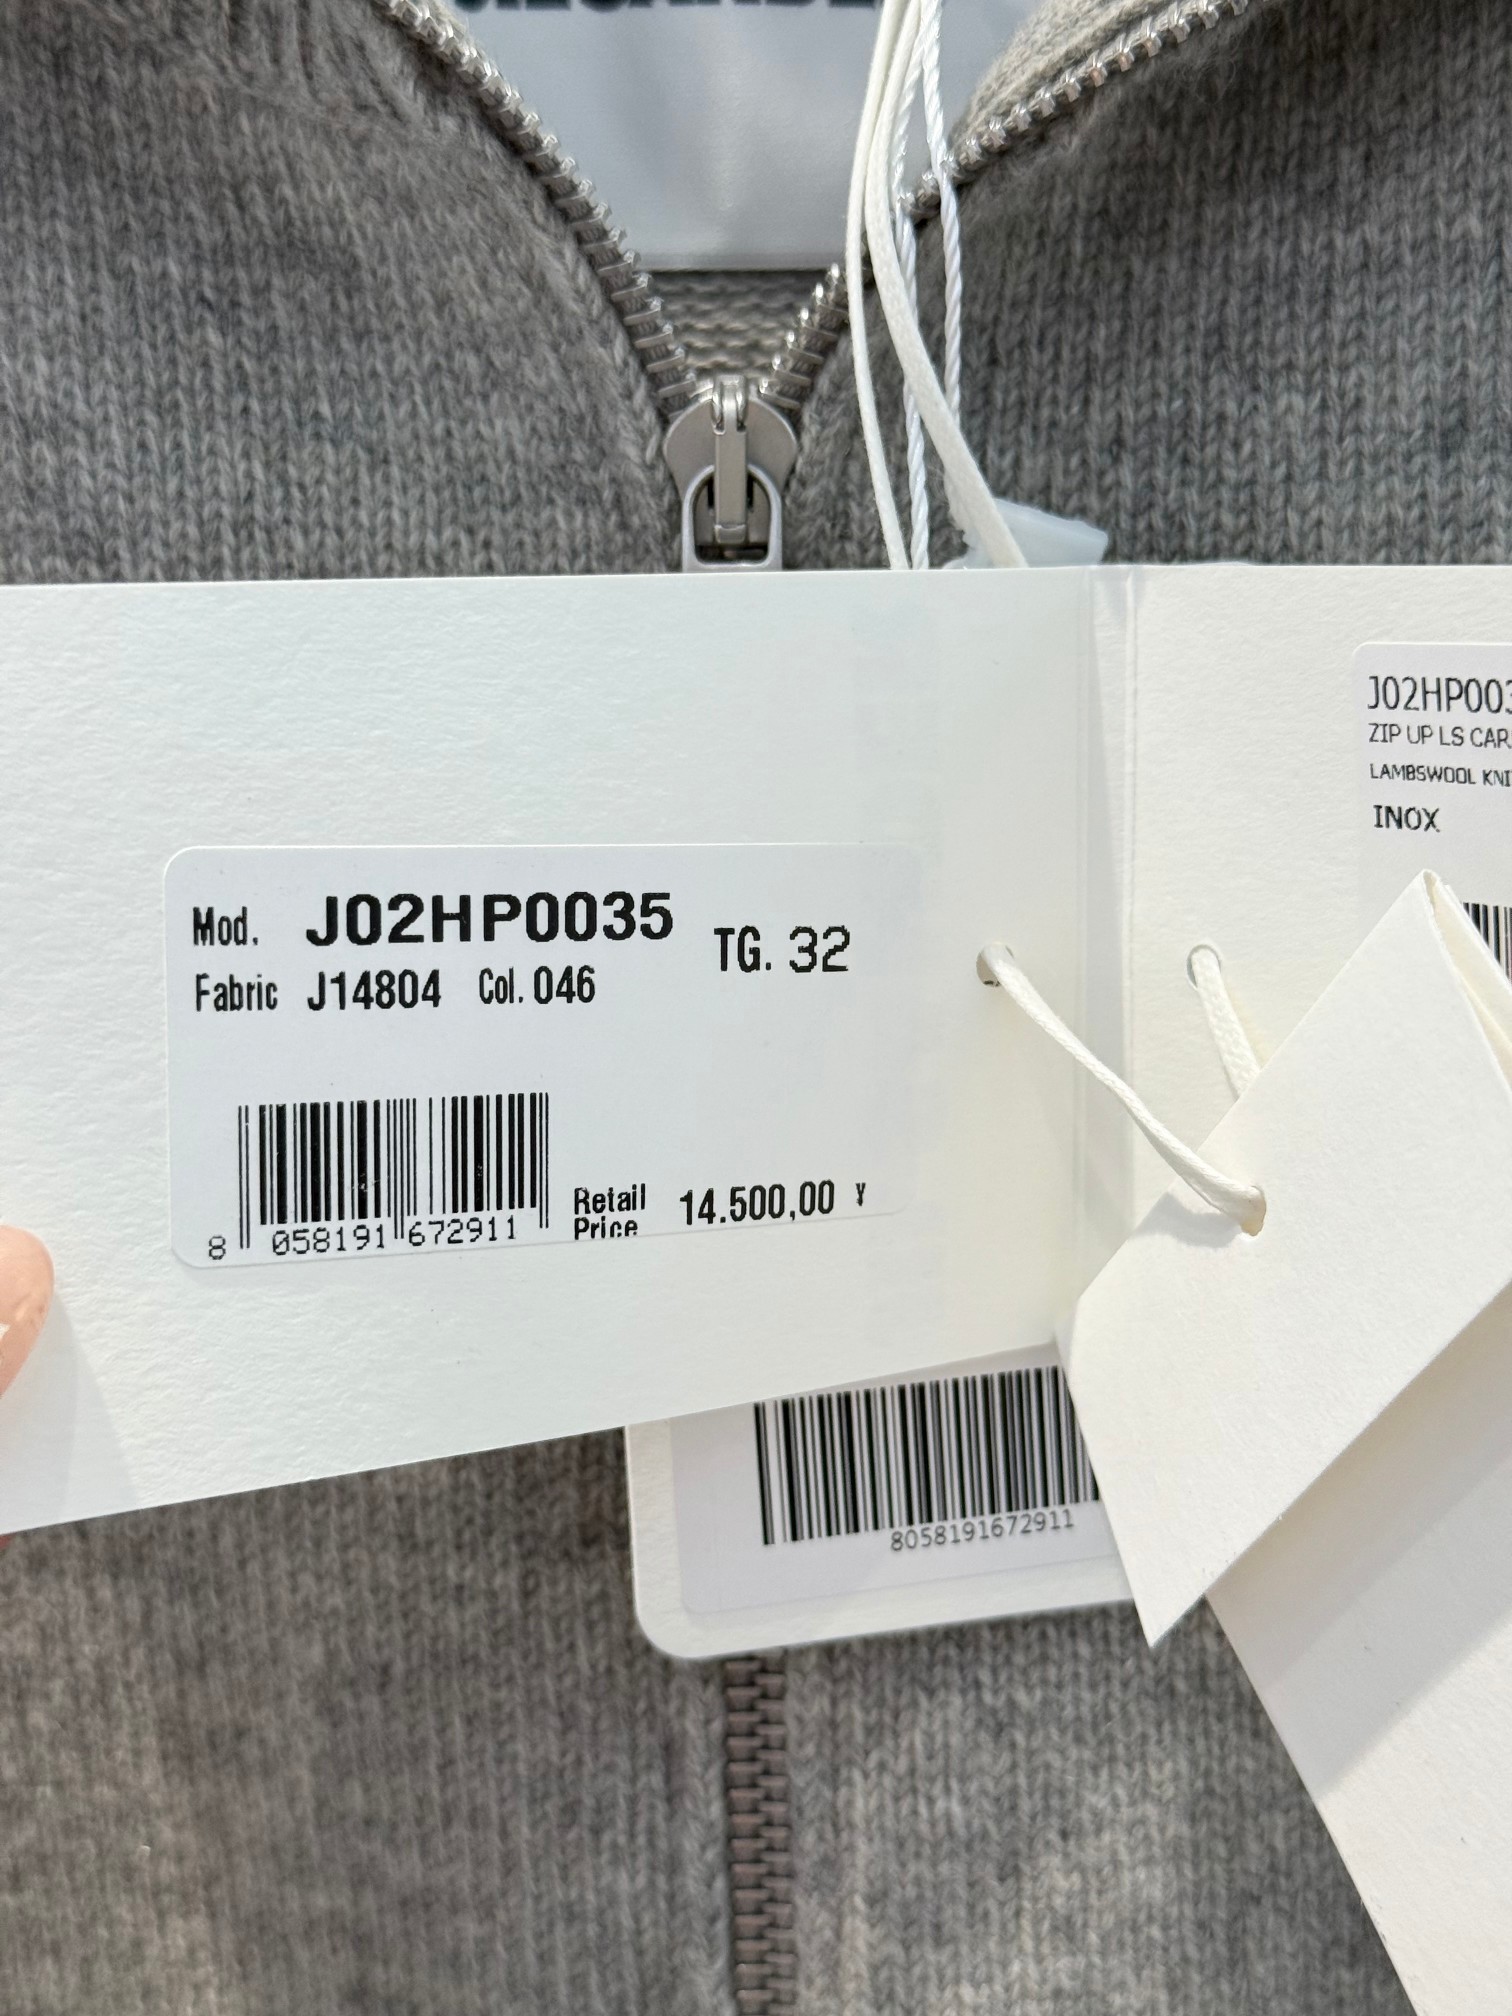 Mod. J02HP0035 TG. 32
Fabric J14804 Col. 046
8 058191 672911
Retail Price 14.500,00 ¥
J02HP003
ZIP UP LS CAR
LAMBSWOOL KNI
INOX
8058191672911